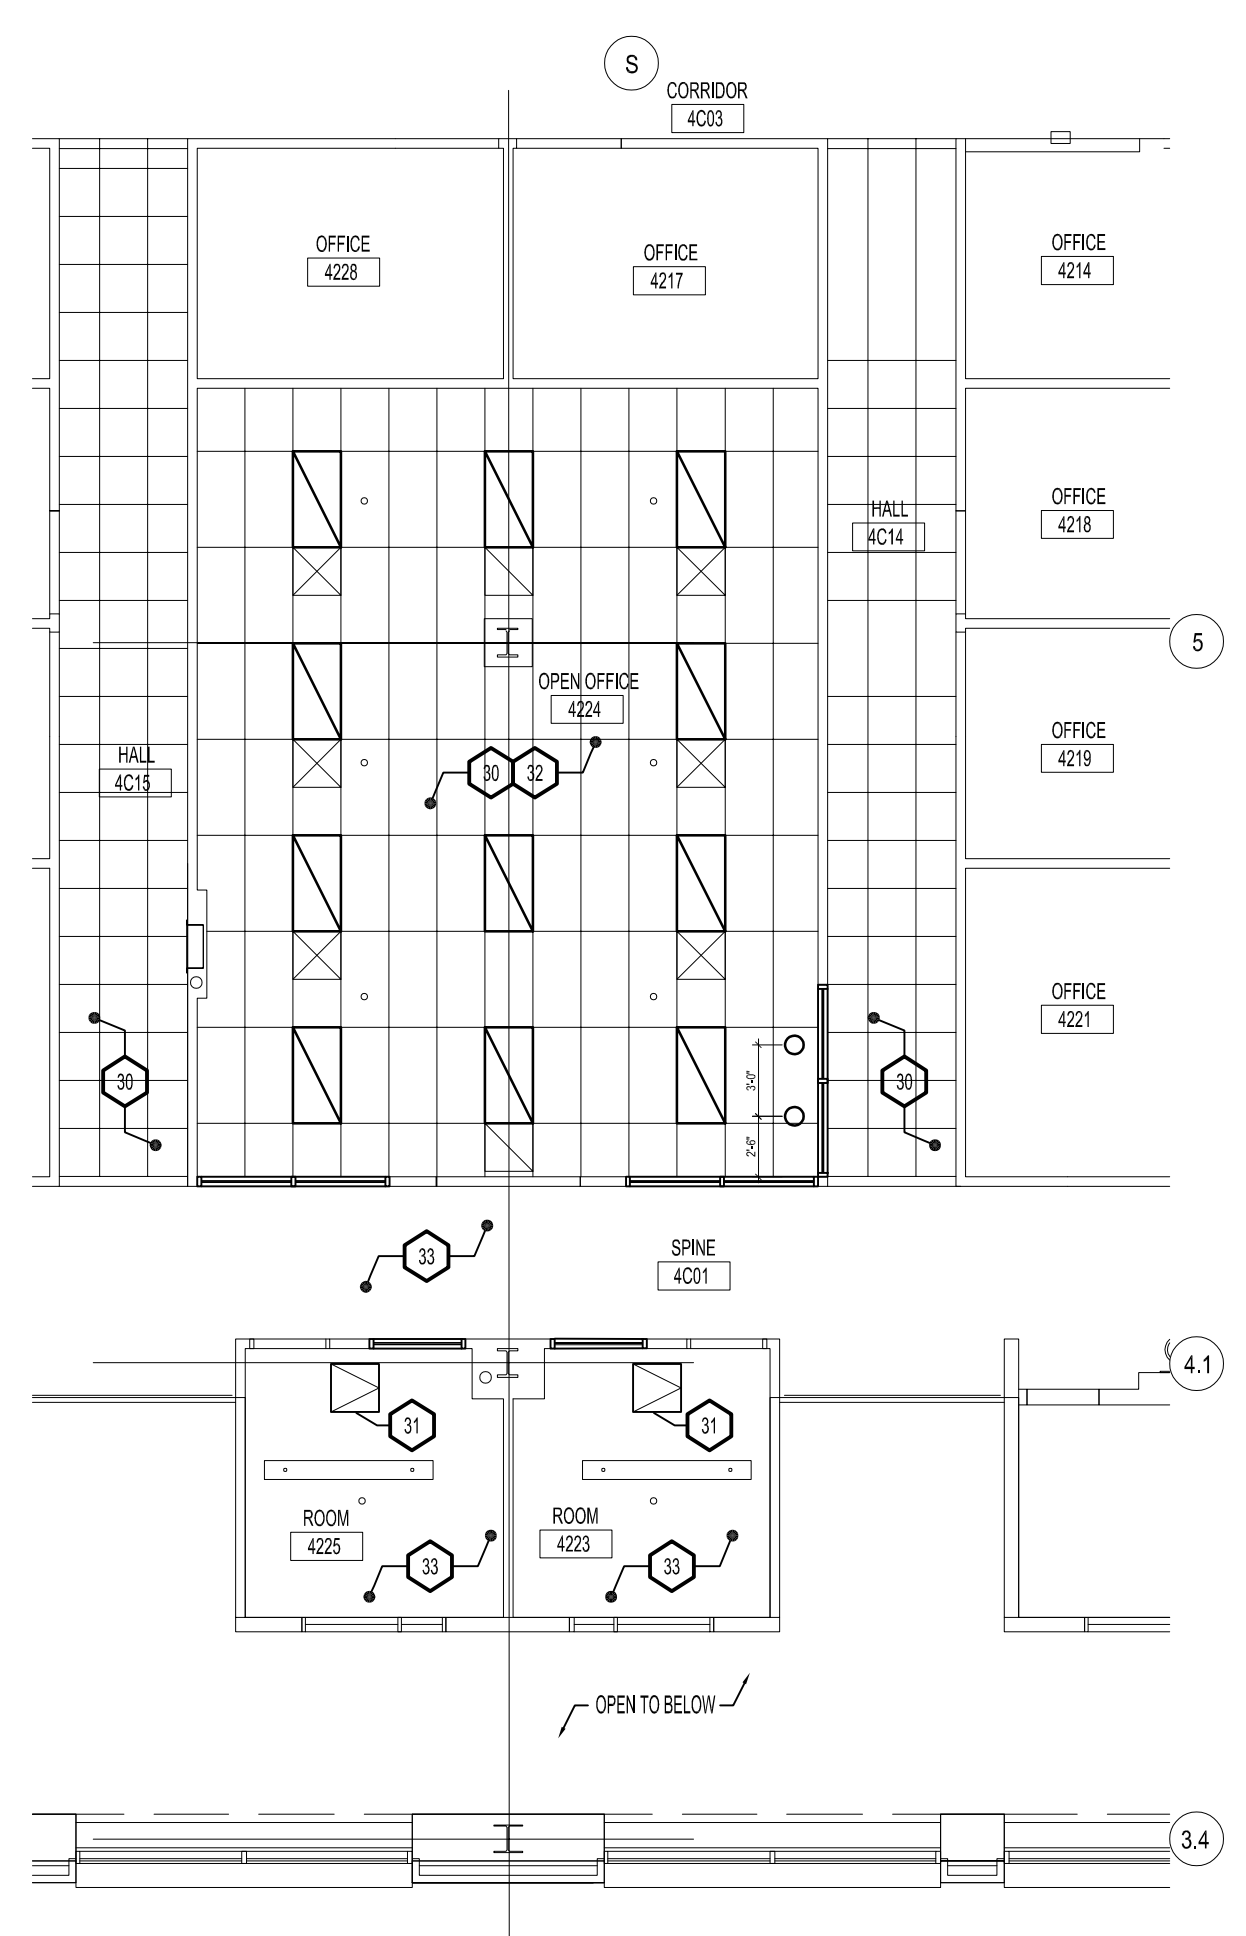 S
CORRIDOR
4C03
OFFICE
4228
OFFICE
4217
OFFICE
4214
HALL
4C14
OFFICE
4218
5
OPEN OFFICE
4224
OFFICE
4219
HALL
4C15
30
32
OFFICE
4221
30
3'-0"
30
2'-6"
33
SPINE
4C01
4.1
31
31
ROOM
4225
ROOM
4223
33
33
OPEN TO BELOW
3.4